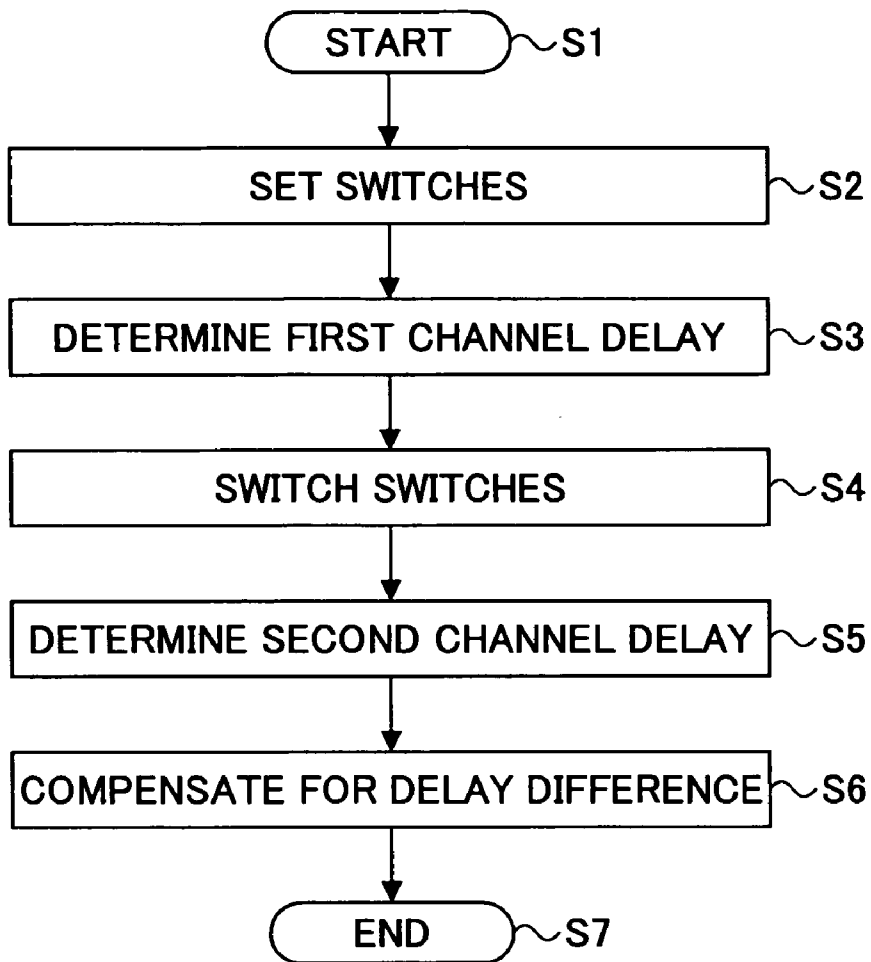 START S1
SET SWITCHES S2
DETERMINE FIRST CHANNEL DELAY S3
SWITCH SWITCHES S4
DETERMINE SECOND CHANNEL DELAY S5
COMPENSATE FOR DELAY DIFFERENCE S6
END S7